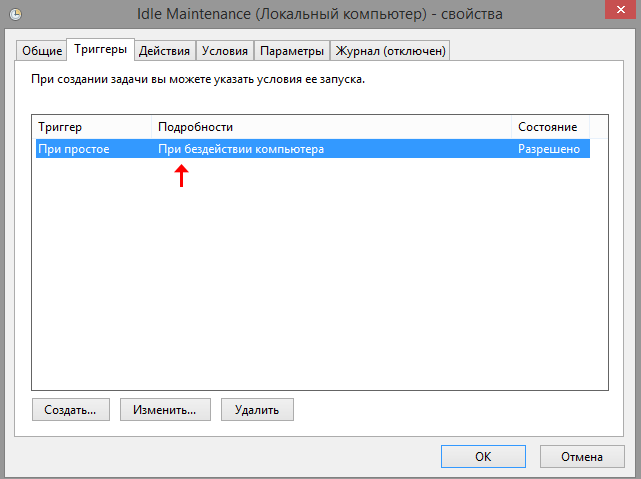 Idle Maintenance (Локальный компьютер) - свойства
Общие Триггеры Действия Условия Параметры Журнал (отключен)
При создании задачи вы можете указать условия ее запуска.
Триггер Подробности Состояние
При простое При бездействии компьютера Разрешено
Создать... Изменить... Удалить
OK Отмена